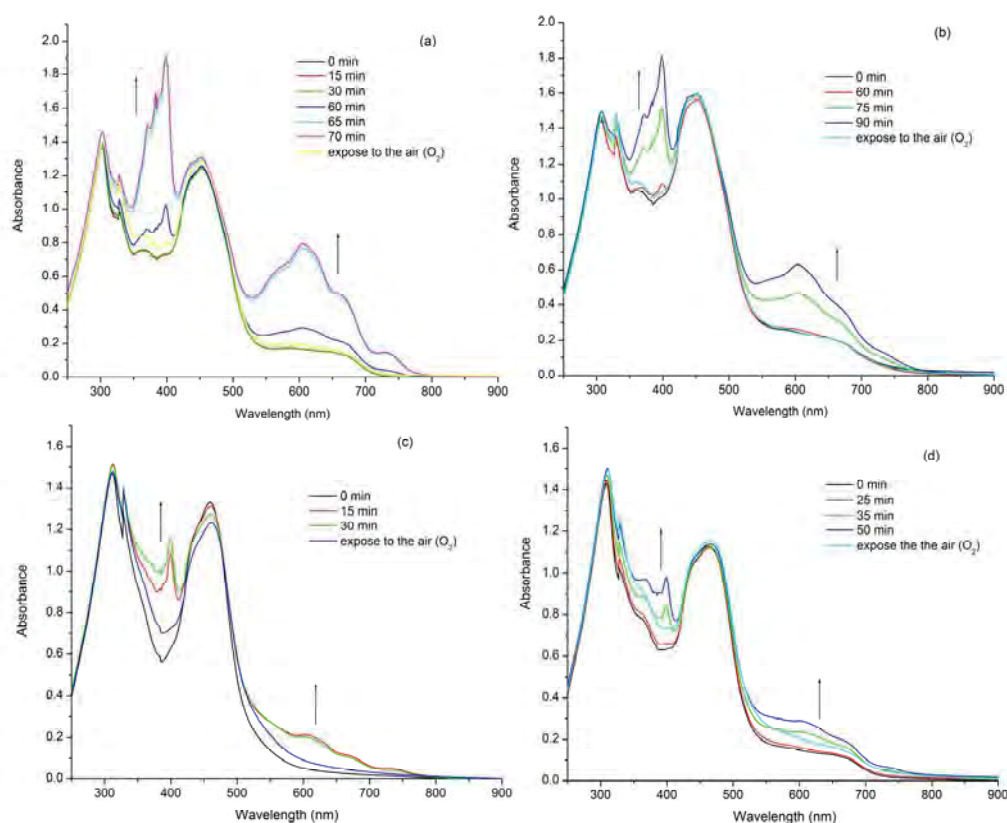 (a)
0 min
15 min
30 min
60 min
65 min
70 min
expose to the air (O₂)
Absorbance
2.0
1.8
1.6
1.4
1.2
1.0
0.8
0.6
0.4
0.2
0.0
300 400 500 600 700 800 900
Wavelength (nm)
(b)
0 min
60 min
75 min
90 min
expose to the air (O₂)
Absorbance
2.0
1.8
1.6
1.4
1.2
1.0
0.8
0.6
0.4
0.2
0.0
300 400 500 600 700 800 900
Wavelength (nm)
(c)
0 min
15 min
30 min
expose to the air (O₂)
Absorbance
1.6
1.4
1.2
1.0
0.8
0.6
0.4
0.2
0.0
300 400 500 600 700 800 900
Wavelength (nm)
(d)
0 min
25 min
35 min
50 min
expose the the air (O₂)
Absorbance
1.6
1.4
1.2
1.0
0.8
0.6
0.4
0.2
0.0
300 400 500 600 700 800 900
Wavelength (nm)